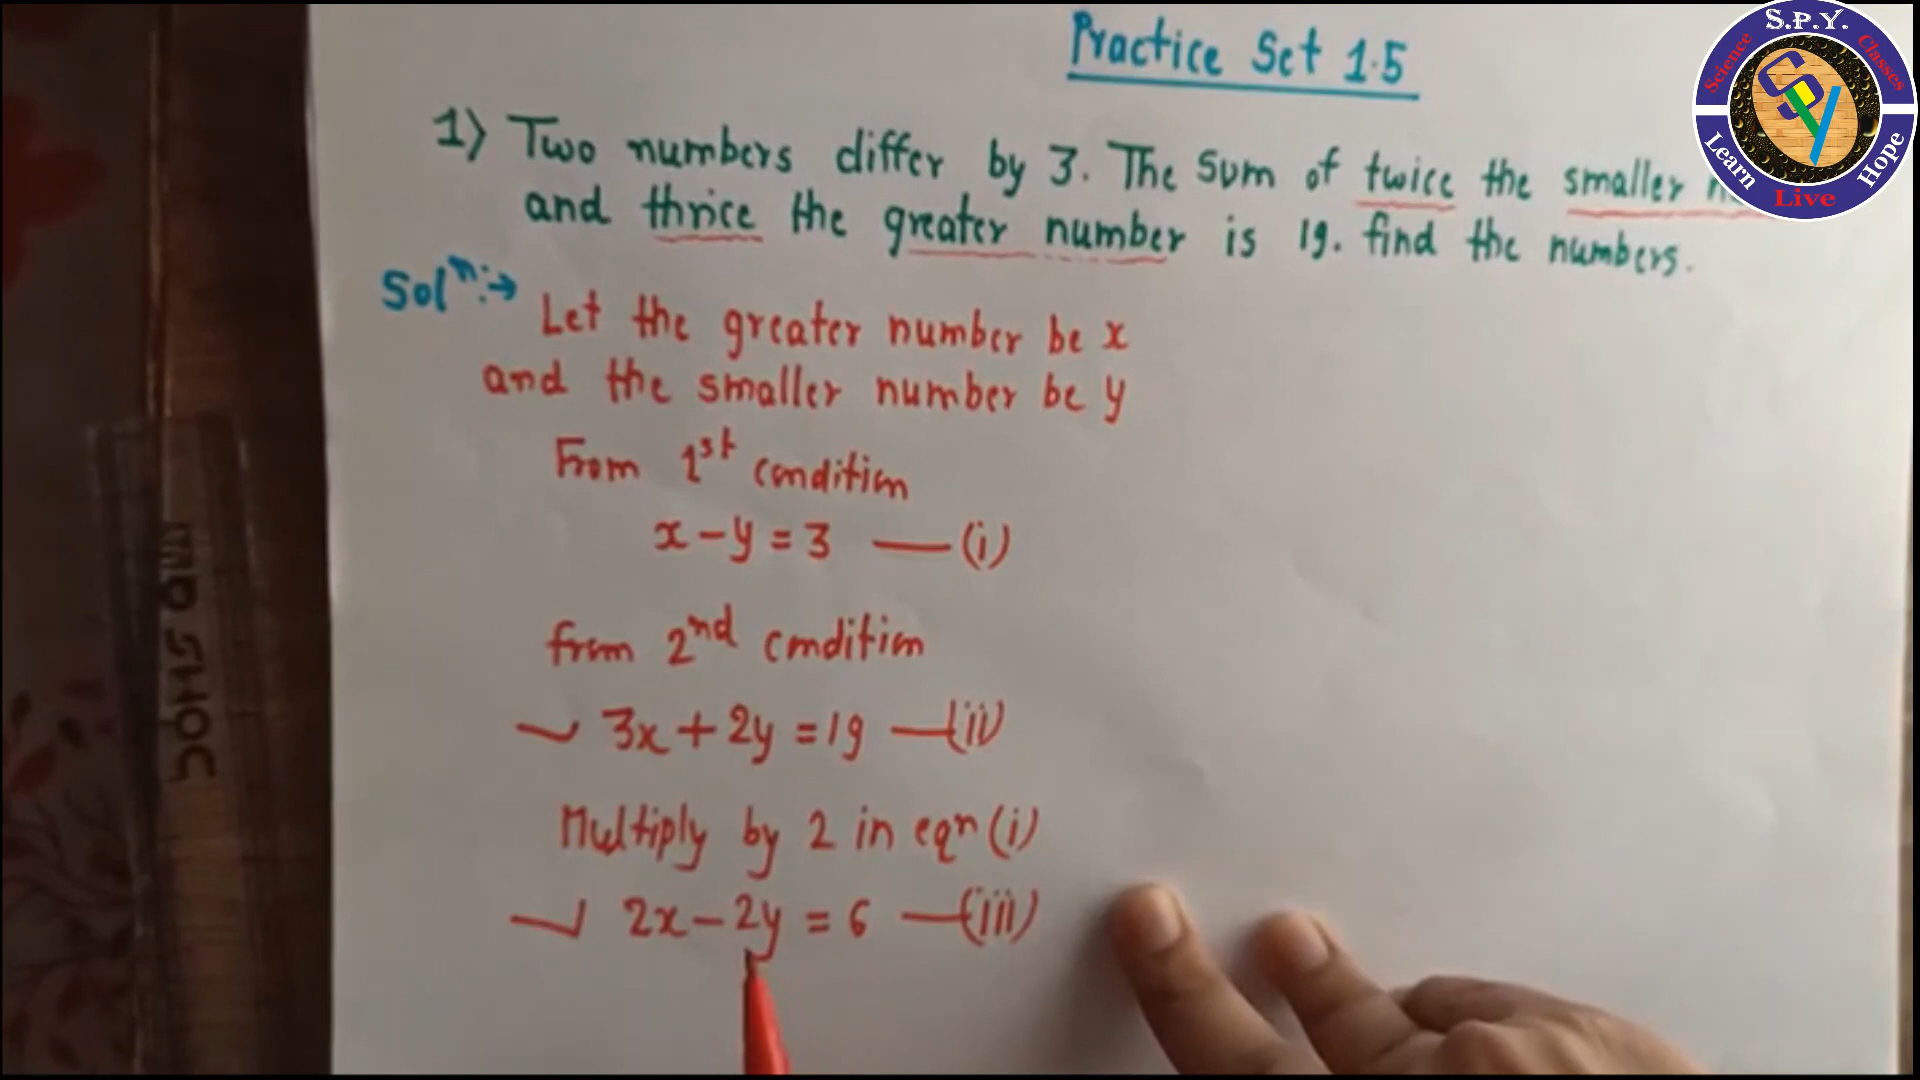 Practice Set 1.5
S.P.Y.
Science
Classes
SPY
Learn
Live
Hope
1) Two numbers differ by 3. The Sum of twice the smaller
and thrice the greater number is 19. find the numbers.
Solⁿ:→
Let the greater number be x
and the smaller number be y
From 1st condition
x-y=3 —(i)
from 2nd condition
3x+2y=19 —(ii)
Multiply by 2 in eqn (i)
2x-2y=6 —(iii)